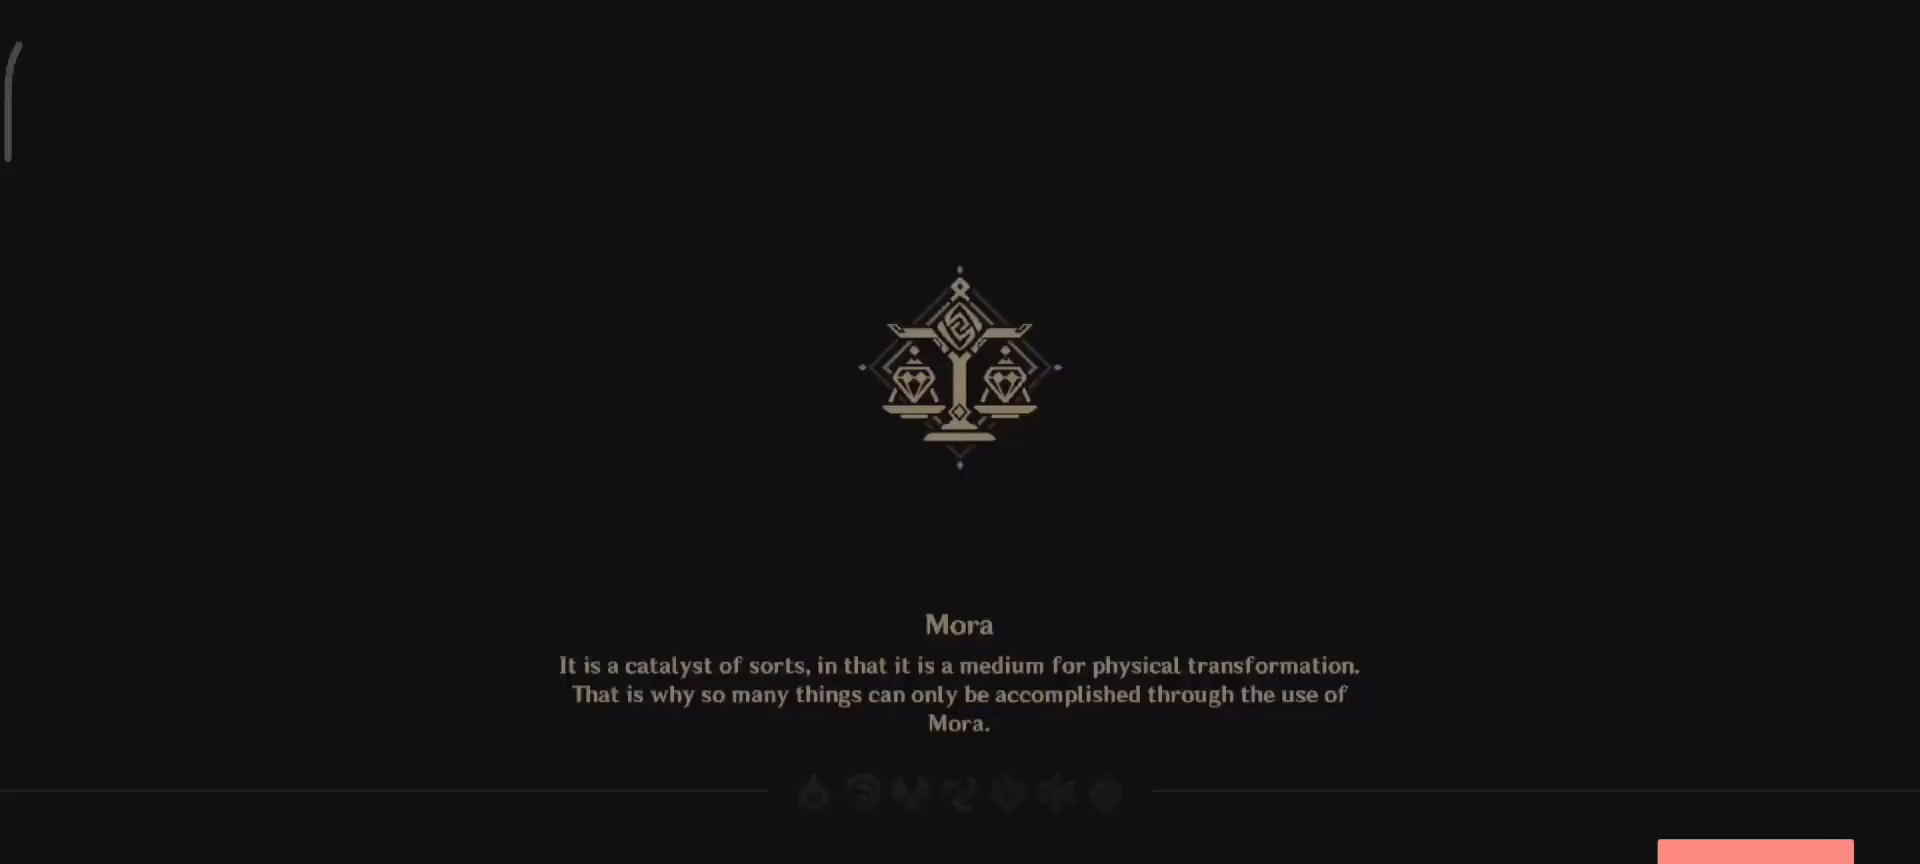 Mora
It is a catalyst of sorts, in that it is a medium for physical transformation.
That is why so many things can only be accomplished through the use of
Mora.